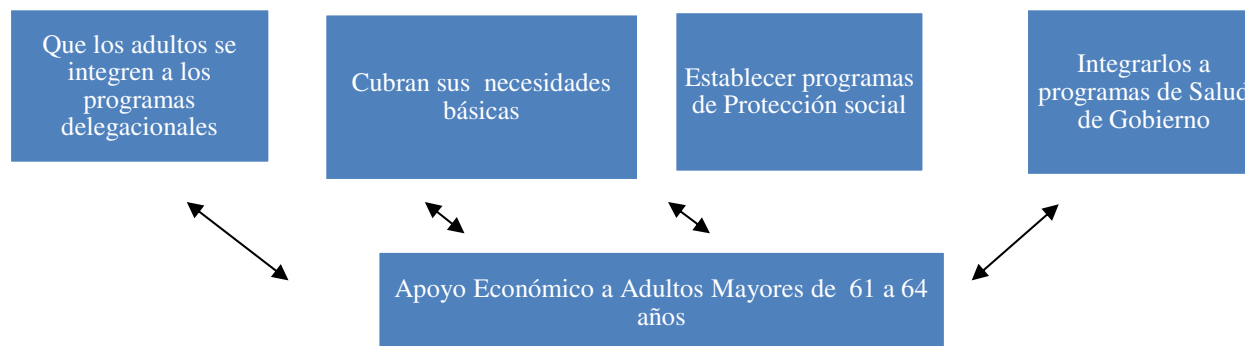 Que los adultos se
integren a los
programas
delegacionales
Cubran sus necesidades
básicas
Establecer programas
de Protección social
Integrarlos a
programas de Salud
de Gobierno
Apoyo Económico a Adultos Mayores de 61 a 64
años